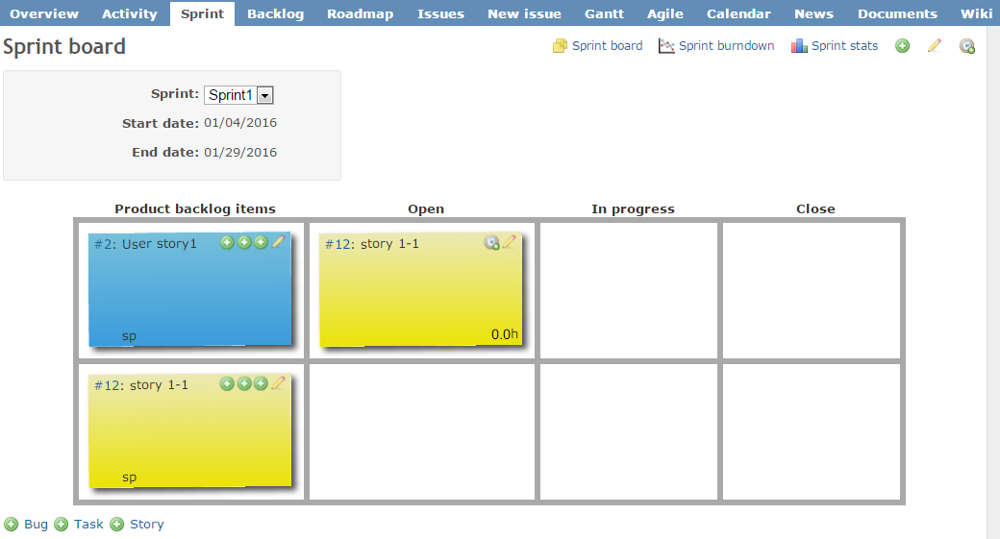 Overview Activity Sprint Backlog Roadmap Issues New issue Gantt Agile Calendar News Documents Wiki
Sprint board
Sprint board Sprint burndown Sprint stats
Sprint: Sprint1
Start date: 01/04/2016
End date: 01/29/2016
Product backlog items Open In progress Close
#2: User story1
sp
#12: story 1-1
0.0h
#12: story 1-1
sp
Bug Task Story